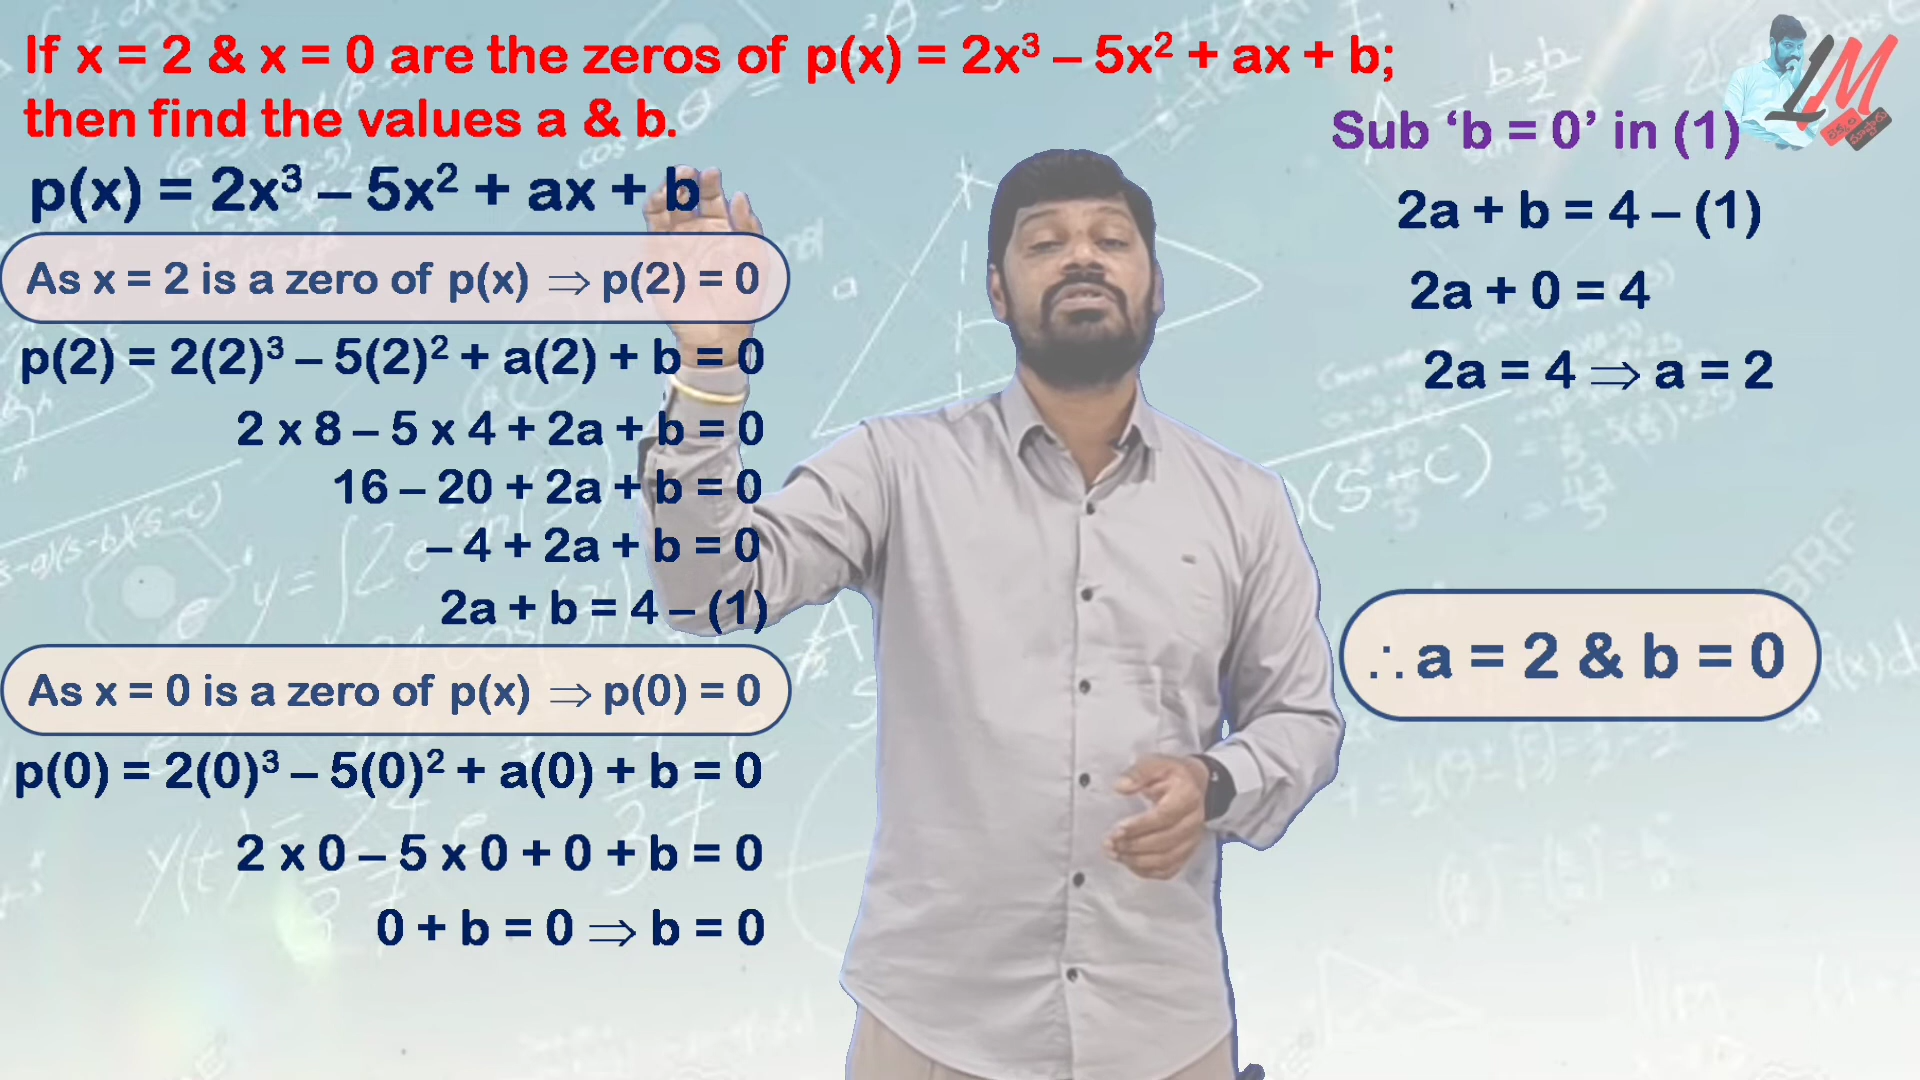 If x = 2 & x = 0 are the zeros of p(x) = 2x³ – 5x² + ax + b;
then find the values a & b.
p(x) = 2x³ – 5x² + ax + b
As x = 2 is a zero of p(x) ⇒ p(2) = 0
p(2) = 2(2)³ – 5(2)² + a(2) + b = 0
2 x 8 – 5 x 4 + 2a + b = 0
16 – 20 + 2a + b = 0
– 4 + 2a + b = 0
2a + b = 4 – (1)
As x = 0 is a zero of p(x) ⇒ p(0) = 0
p(0) = 2(0)³ – 5(0)² + a(0) + b = 0
2 x 0 – 5 x 0 + 0 + b = 0
0 + b = 0 ⇒ b = 0
Sub ‘b = 0’ in (1)
2a + b = 4 – (1)
2a + 0 = 4
2a = 4 ⇒ a = 2
∴ a = 2 & b = 0
LM